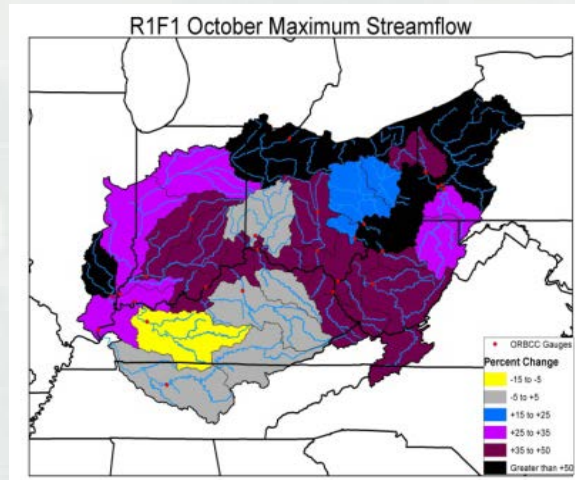 R1F1 October Maximum Streamflow
ORBCC Gauges
Percent Change
-15 to -5
-5 to +5
+15 to +25
+25 to +35
+35 to +50
Greater than +50